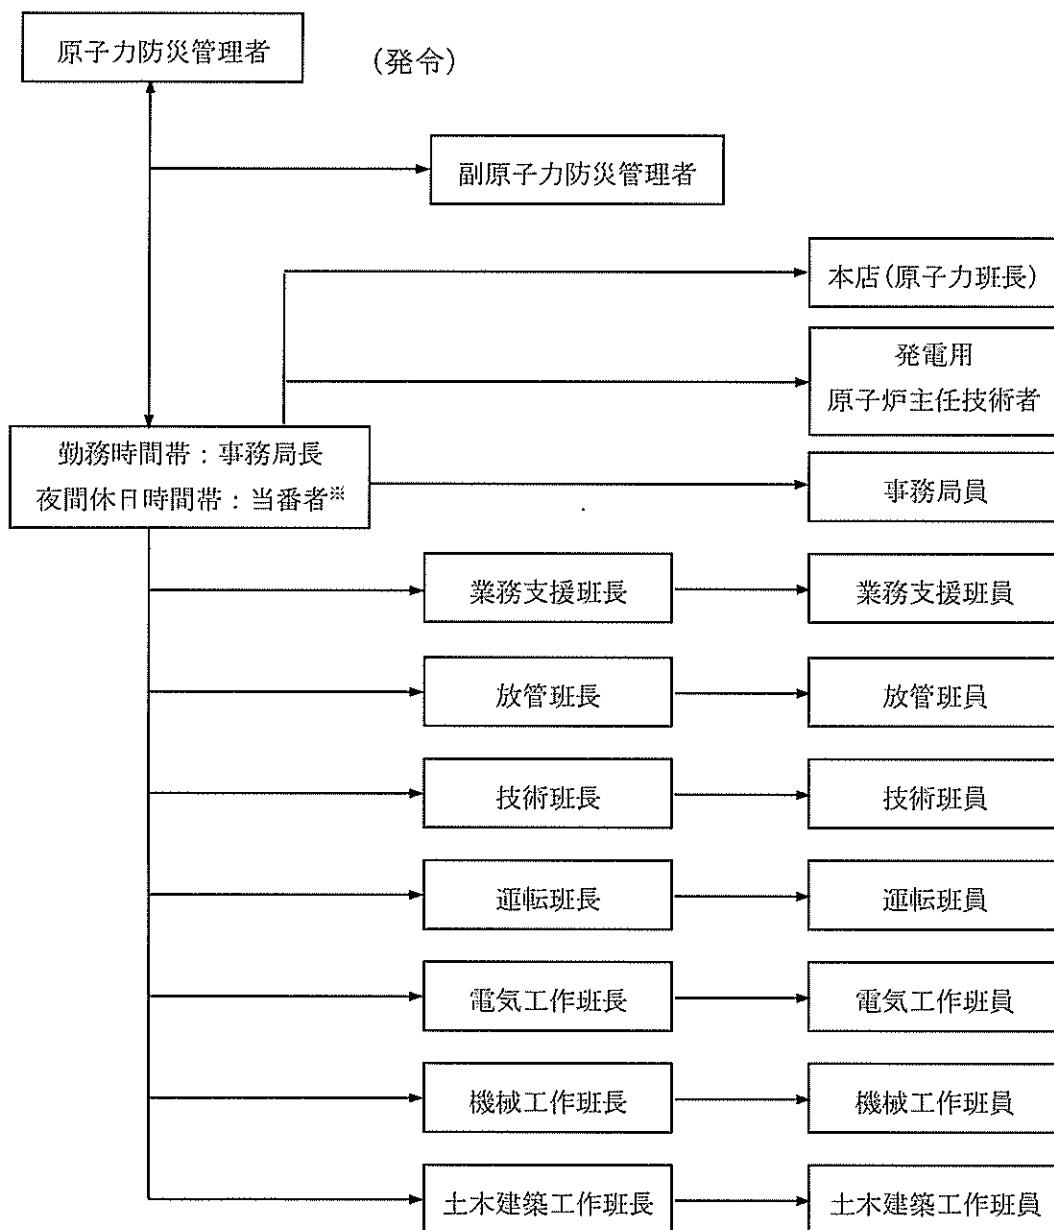 原子力防災管理者
(発令)
副原子力防災管理者
本店(原子力班長)
発電用
原子炉主任技術者
勤務時間帯：事務局長
夜間休日時間帯：当番者※
事務局員
業務支援班長
業務支援班員
放管班長
放管班員
技術班長
技術班員
運転班長
運転班員
電気工作班長
電気工作班員
機械工作班長
機械工作班員
土木建築工作班長
土木建築工作班員